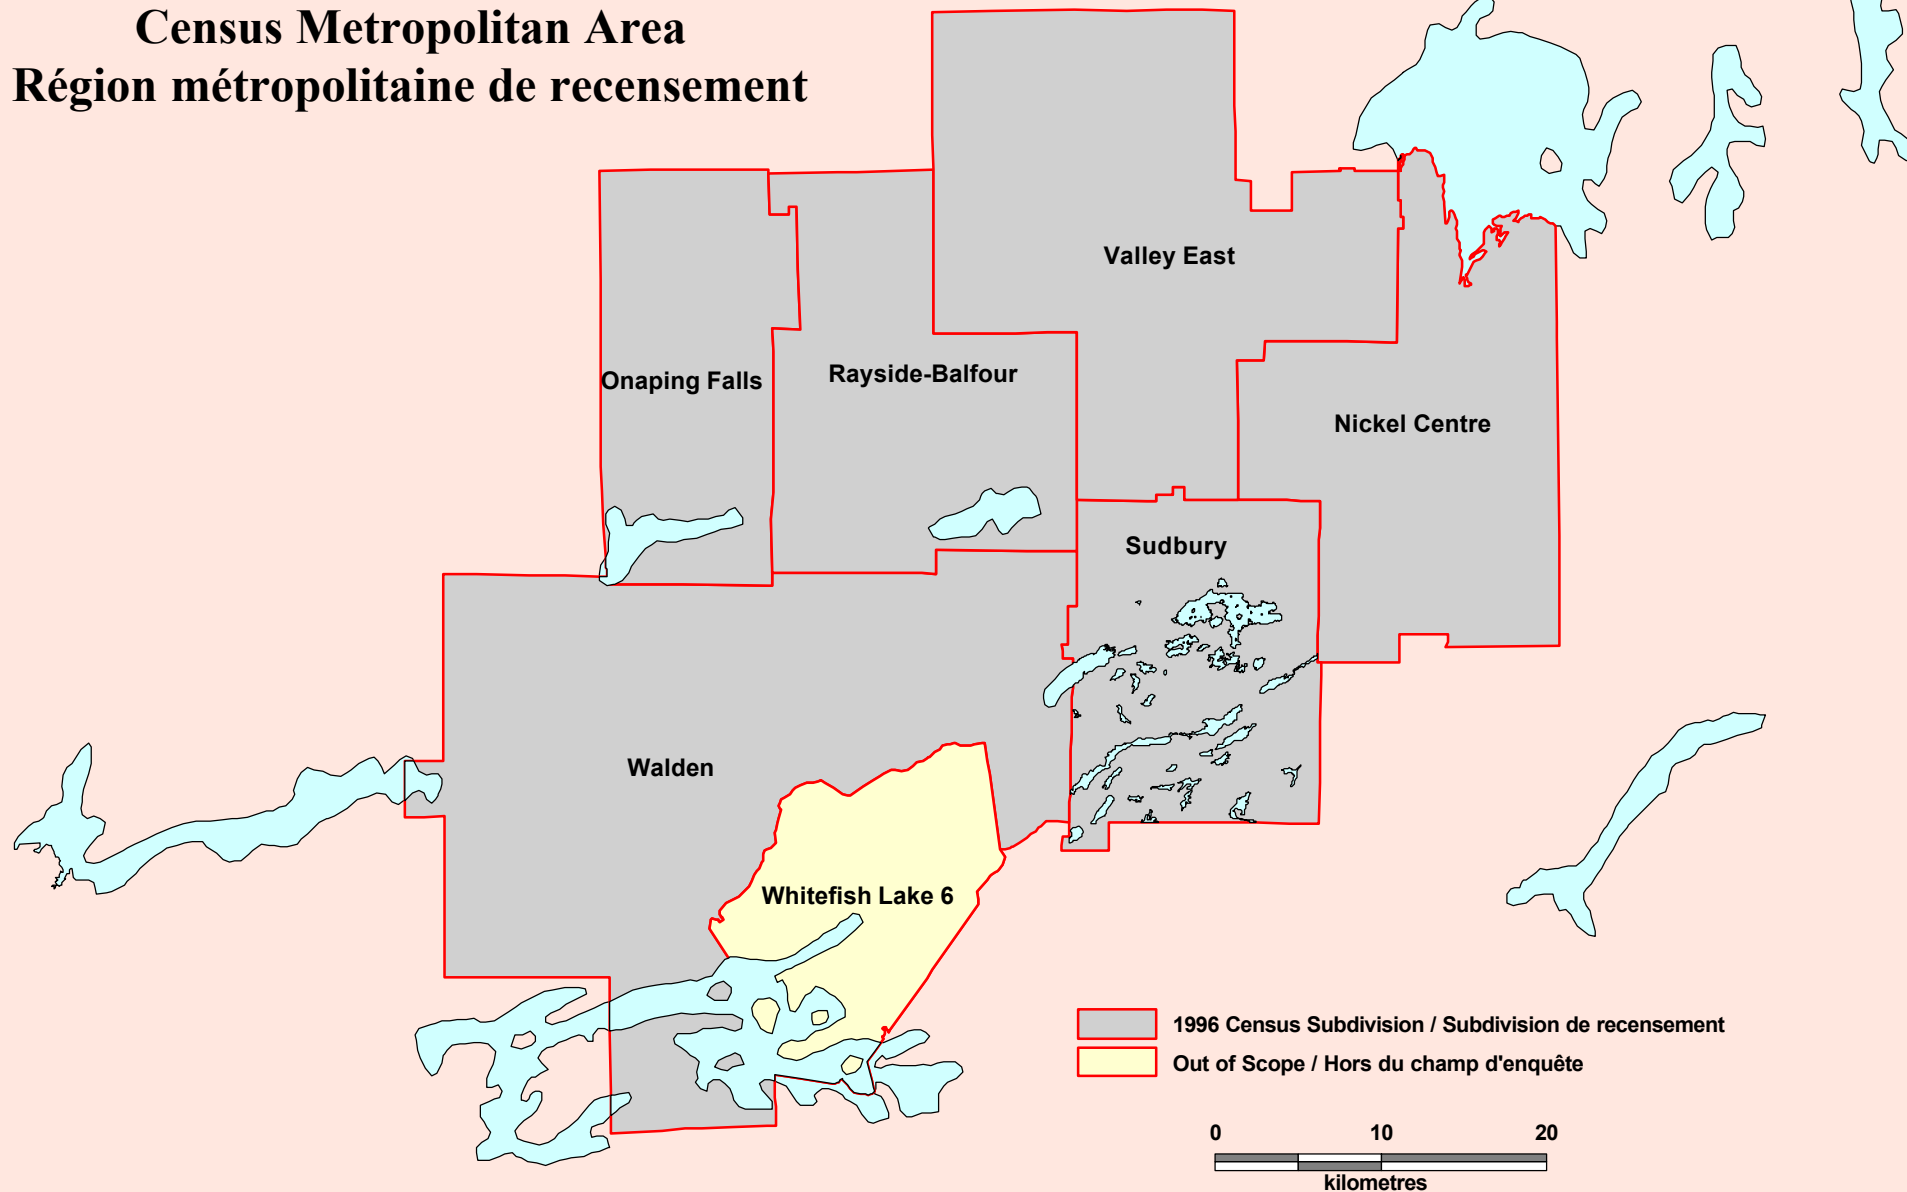 Census Metropolitan Area
Région métropolitaine de recensement
Valley East
Onaping Falls
Rayside-Balfour
Nickel Centre
Sudbury
Walden
Whitefish Lake 6
1996 Census Subdivision / Subdivision de recensement
Out of Scope / Hors du champ d'enquête
0 10 20
kilometres